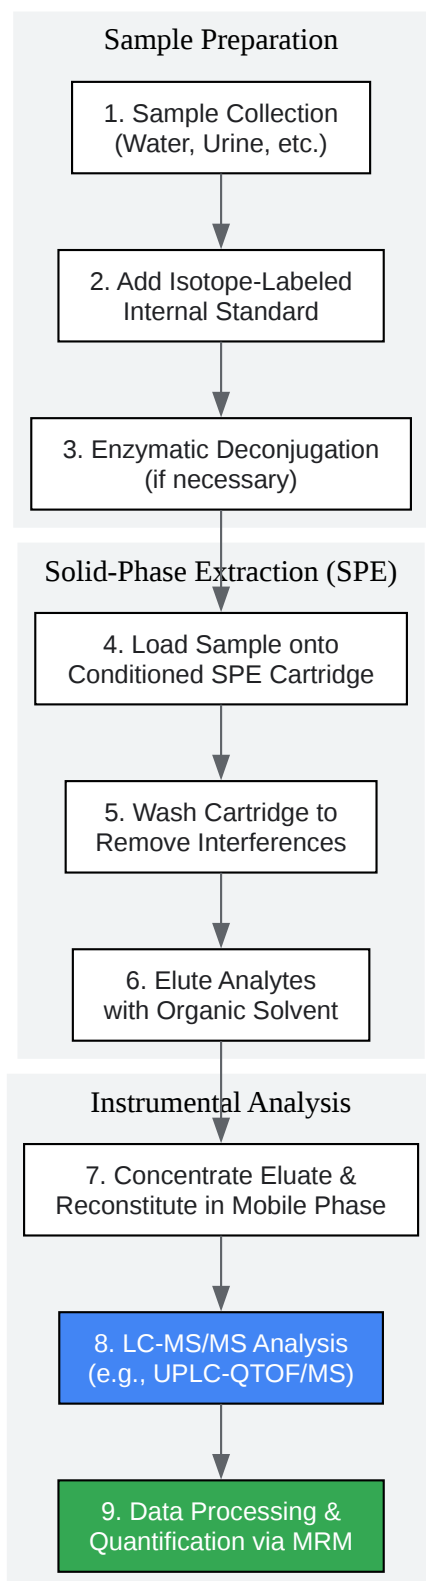 Sample Preparation
1. Sample Collection
(Water, Urine, etc.)
2. Add Isotope-Labeled
Internal Standard
3. Enzymatic Deconjugation
(if necessary)
Solid-Phase Extraction (SPE)
4. Load Sample onto
Conditioned SPE Cartridge
5. Wash Cartridge to
Remove Interferences
6. Elute Analytes
with Organic Solvent
Instrumental Analysis
7. Concentrate Eluate &
Reconstitute in Mobile Phase
8. LC-MS/MS Analysis
(e.g., UPLC-QTOF/MS)
9. Data Processing &
Quantification via MRM